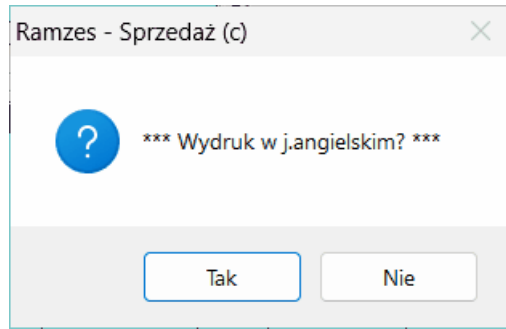 Ramzes - Sprzedaż (c)
*** Wydruk w j.angielskim? ***
Tak
Nie